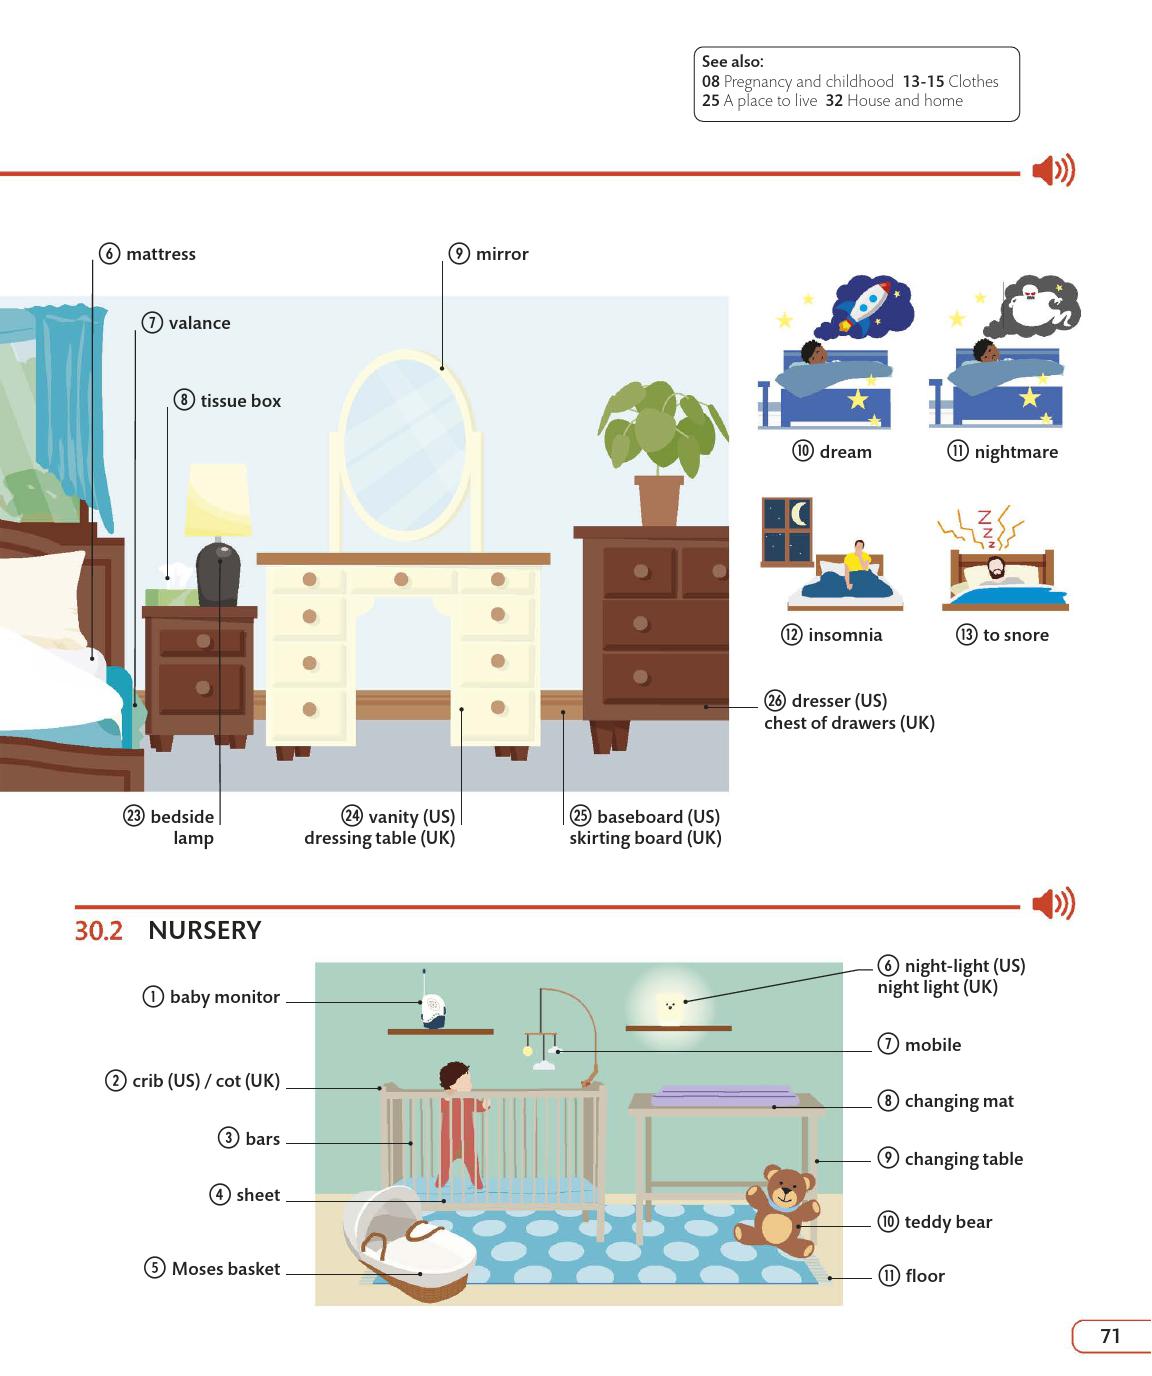 See also:
08 Pregnancy and childhood 13-15 Clothes
25 A place to live 32 House and home
⑥ mattress
⑨ mirror
⑦ valance
⑧ tissue box
⑩ dream
⑪ nightmare
Z
Z
Z
⑫ insomnia
⑬ to snore
㉖ dresser (US)
chest of drawers (UK)
㉓ bedside
lamp
㉔ vanity (US)
dressing table (UK)
㉕ baseboard (US)
skirting board (UK)
30.2 NURSERY
① baby monitor
② crib (US) / cot (UK)
③ bars
④ sheet
⑤ Moses basket
⑥ night-light (US)
night light (UK)
⑦ mobile
⑧ changing mat
⑨ changing table
⑩ teddy bear
⑪ floor
71